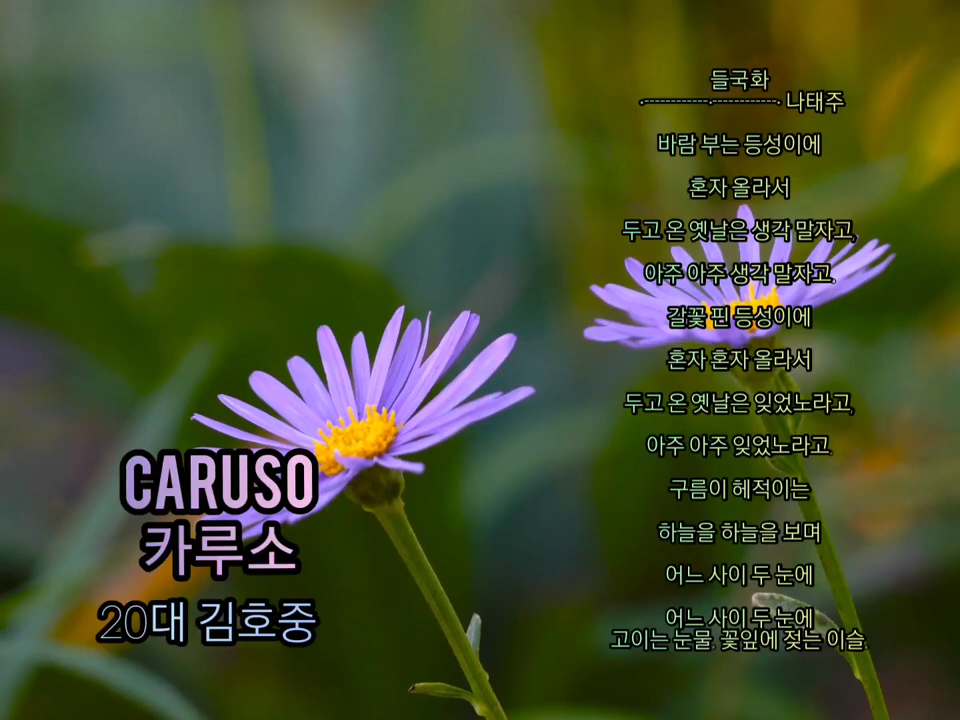 들국화
나태주
바람 부는 등성이에
혼자 올라서
두고 온 옛날은 생각 말자고,
아주 아주 생각 말자고.
갈꽃 핀 등성이에
혼자 혼자 올라서
두고 온 옛날은 잊었노라고,
아주 아주 잊었노라고.
구름이 헤적이는
하늘을 하늘을 보며
어느 사이 두 눈에
어느 사이 두 눈에
고이는 눈물. 꽃잎에 젖는 이슬.
CARUSO
카루소
20대 김호중